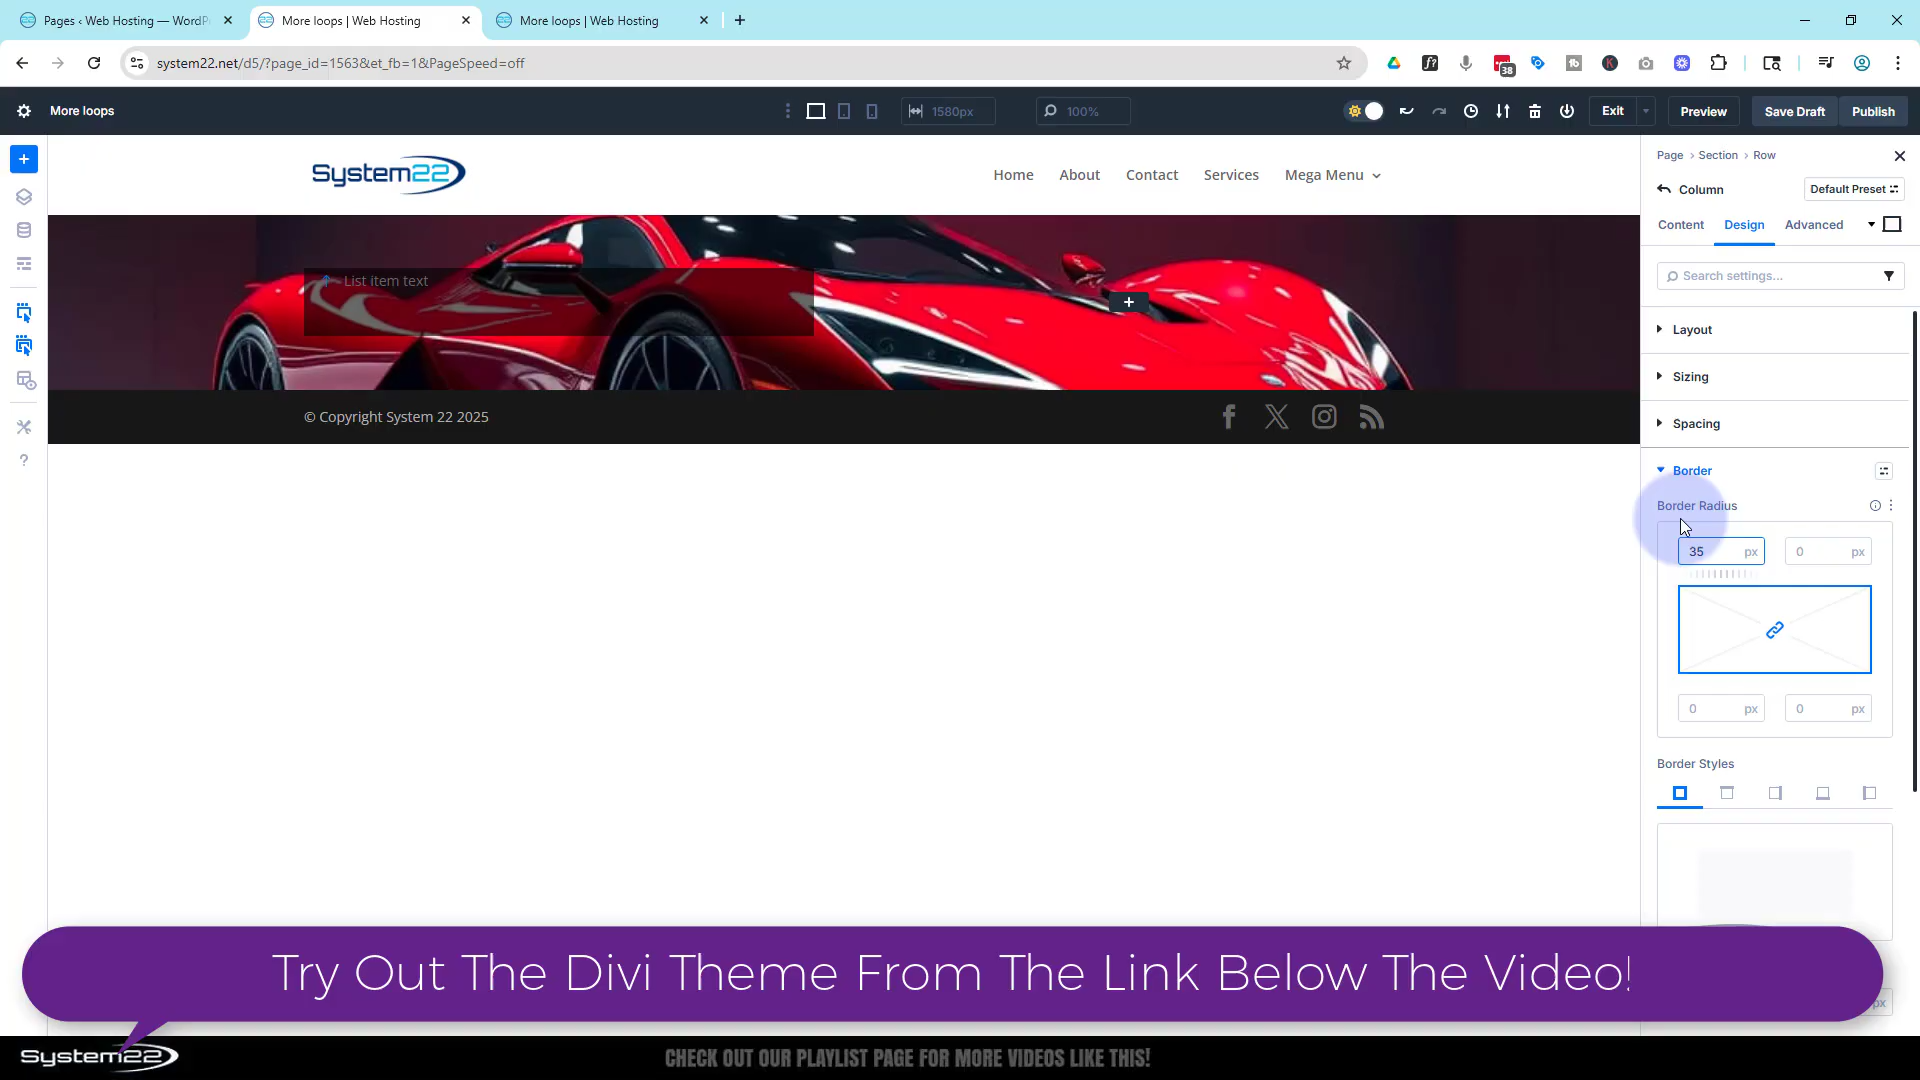 Pages ‹ Web Hosting — WordP
More loops | Web Hosting
More loops | Web Hosting
system22.net/d5/?page_id=1563&et_fb=1&PageSpeed=off
38
More loops
1580px
100%
Exit
Preview
Save Draft
Publish
System22
Home
About
Contact
Services
Mega Menu
Page › Section › Row
Column
Default Preset
Content
Design
Advanced
Search settings...
List item text
Layout
Sizing
Spacing
© Copyright System 22 2025
Border
Border Radius
35 px
0 px
0 px
0 px
Border Styles
Try Out The Divi Theme From The Link Below The Video!
px
System22
CHECK OUT OUR PLAYLIST PAGE FOR MORE VIDEOS LIKE THIS!